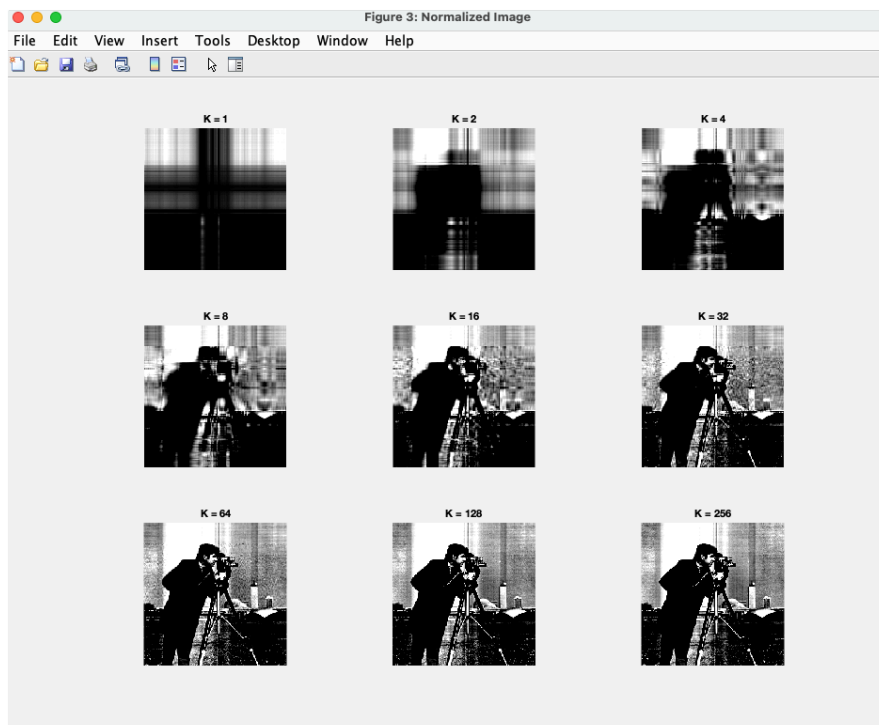 Figure 3: Normalized Image
File Edit View Insert Tools Desktop Window Help
K = 1 K = 2 K = 4
K = 8 K = 16 K = 32
K = 64 K = 128 K = 256